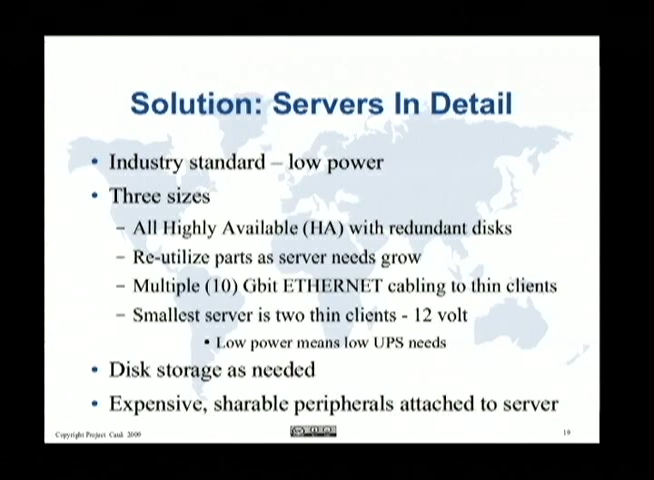 Solution: Servers In Detail
• Industry standard – low power
• Three sizes
– All Highly Available (HA) with redundant disks
– Re-utilize parts as server needs grow
– Multiple (10) Gbit ETHERNET cabling to thin clients
– Smallest server is two thin clients - 12 volt
• Low power means low UPS needs
• Disk storage as needed
• Expensive, sharable peripherals attached to server
Copyright Project Cauã 2009
19